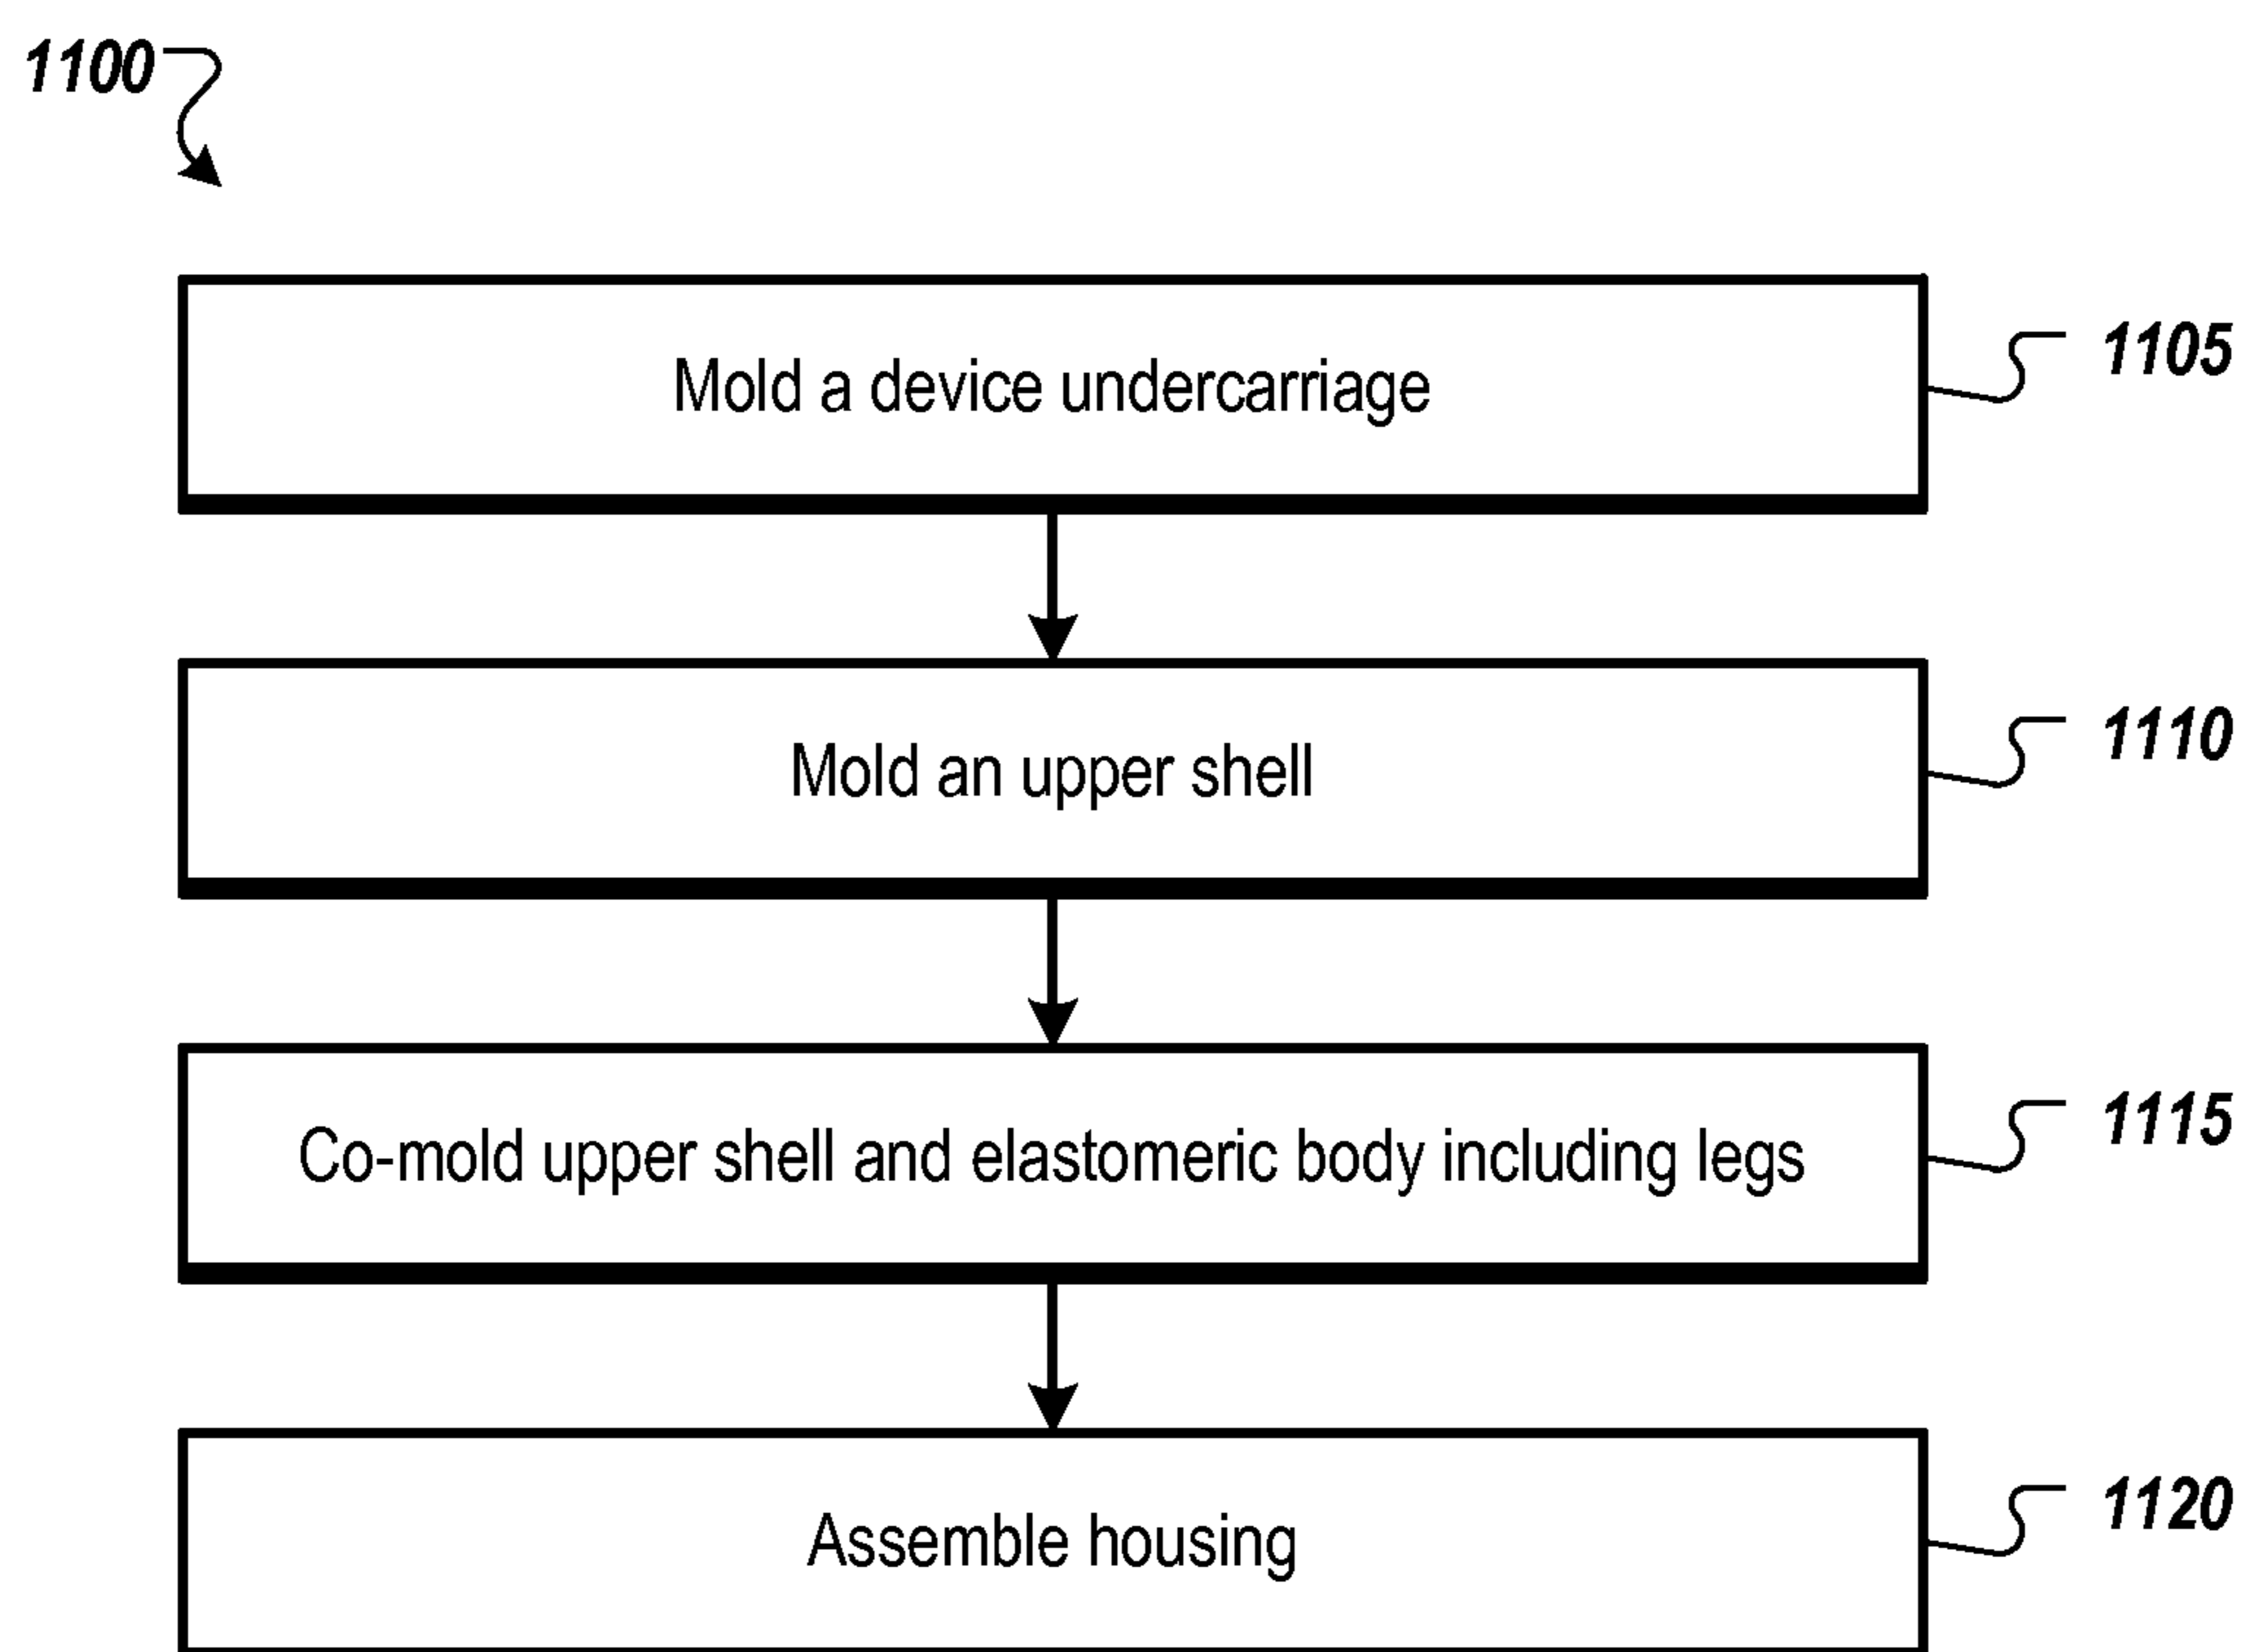 1100
Mold a device undercarriage
1105
Mold an upper shell
1110
Co-mold upper shell and elastomeric body including legs
1115
Assemble housing
1120